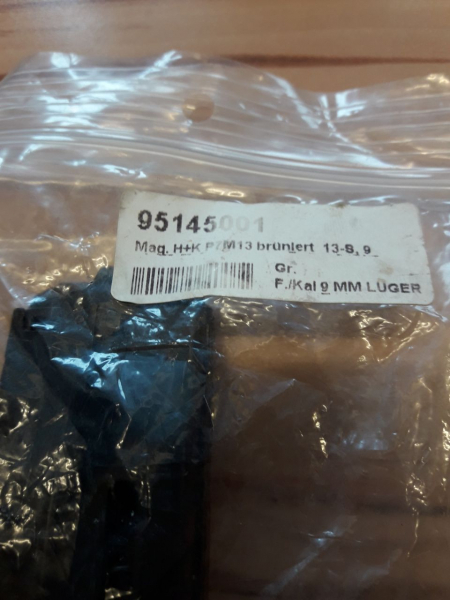 95145001
Mag. H+K P7M13 brüniert 13-S. 9
Gr.
F./Kal 9 MM LUGER